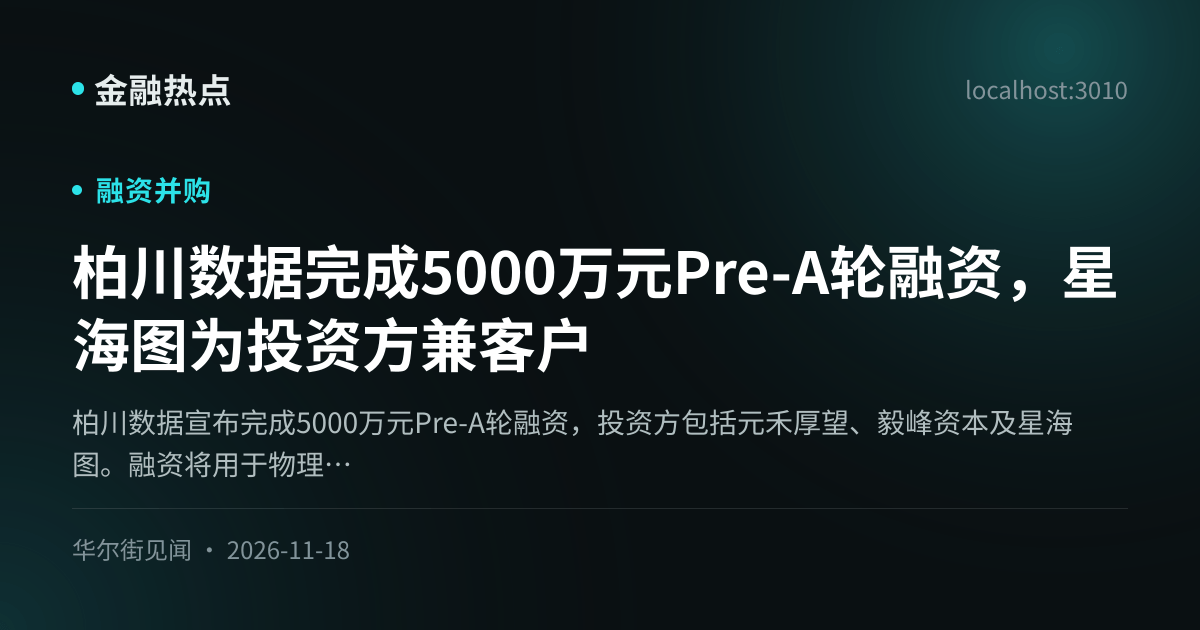 金融热点
localhost:3010
融资并购
柏川数据完成5000万元Pre-A轮融资，星
海图为投资方兼客户
柏川数据宣布完成5000万元Pre-A轮融资，投资方包括元禾厚望、毅峰资本及星海
图。融资将用于物理…
华尔街见闻 · 2026-11-18